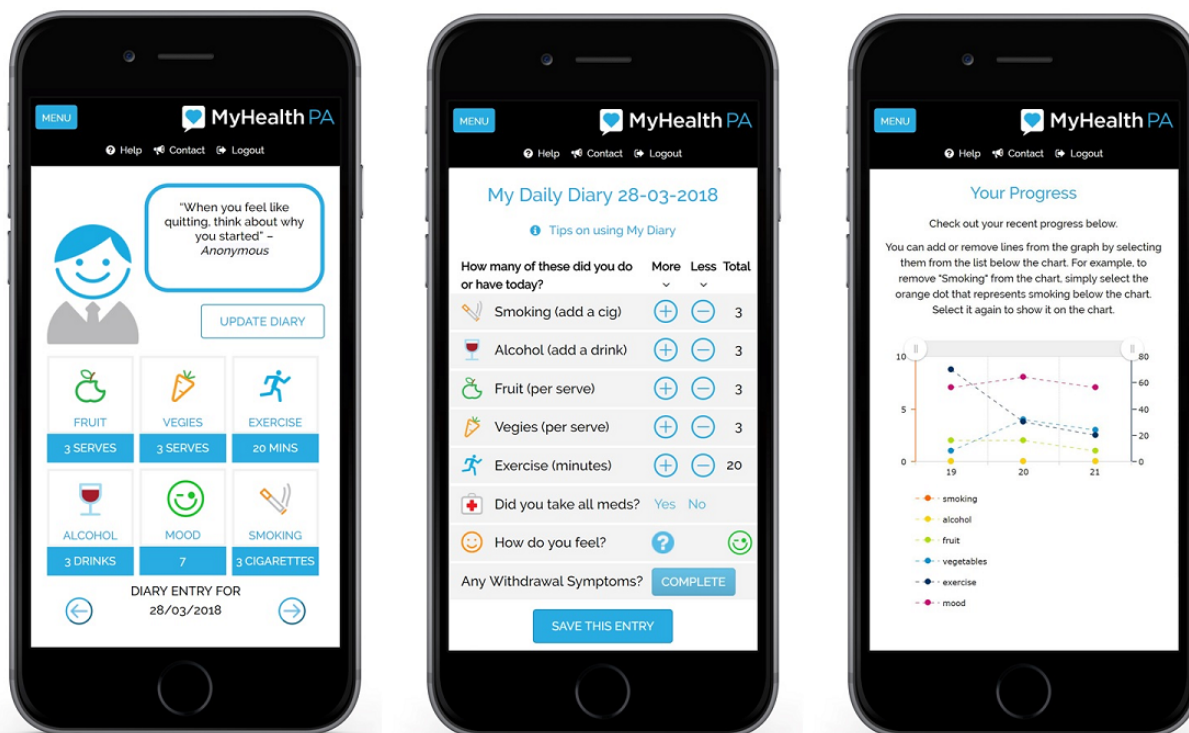 MENU
MyHealth PA
Help Contact Logout
"When you feel like
quitting, think about why
you started" –
Anonymous
UPDATE DIARY
FRUIT VEGIES EXERCISE
3 SERVES 3 SERVES 20 MINS
ALCOHOL MOOD SMOKING
3 DRINKS 7 3 CIGARETTES
DIARY ENTRY FOR
28/03/2018
MENU
MyHealth PA
Help Contact Logout
My Daily Diary 28-03-2018
Tips on using My Diary
How many of these did you do More Less Total
or have today?
Smoking (add a cig) 3
Alcohol (add a drink) 3
Fruit (per serve) 3
Vegies (per serve) 3
Exercise (minutes) 20
Did you take all meds? Yes No
How do you feel? ?
Any Withdrawal Symptoms? COMPLETE
SAVE THIS ENTRY
MENU
MyHealth PA
Help Contact Logout
Your Progress
Check out your recent progress below.
You can add or remove lines from the graph by selecting
them from the list below the chart. For example, to
remove "Smoking" from the chart, simply select the
orange dot that represents smoking below the chart.
Select it again to show it on the chart.
10 80
60
5 40
20
0 0
19 20 21
smoking
alcohol
fruit
vegetables
exercise
mood